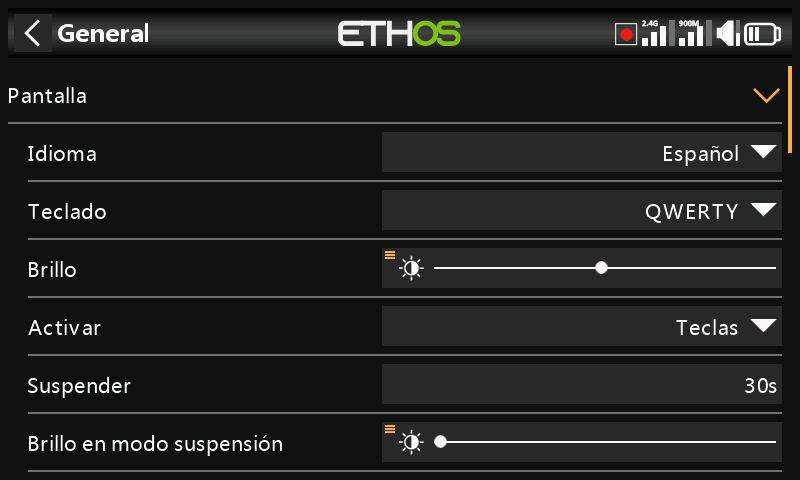 General
ETHOS
2.4G
900M
Pantalla
Idioma
Español
Teclado
QWERTY
Brillo
Activar
Teclas
Suspender
30s
Brillo en modo suspensión